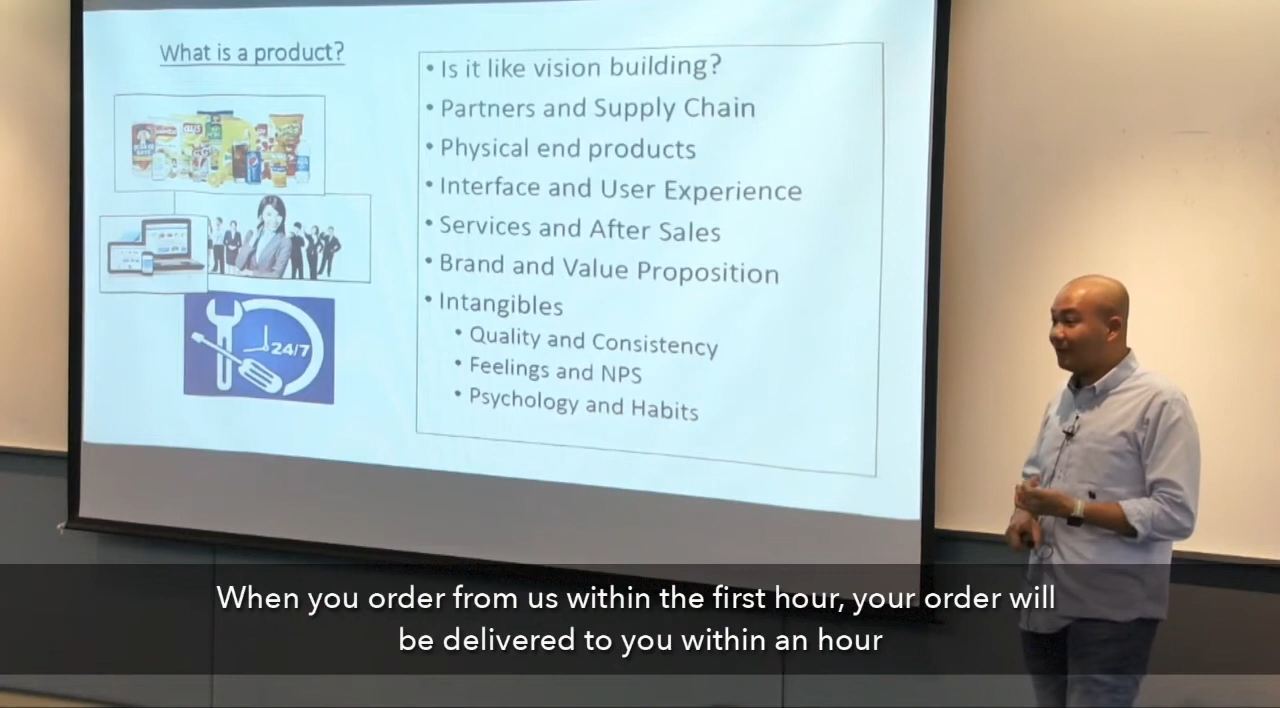 What is a product?
• Is it like vision building?
• Partners and Supply Chain
• Physical end products
• Interface and User Experience
• Services and After Sales
• Brand and Value Proposition
• Intangibles
• Quality and Consistency
• Feelings and NPS
• Psychology and Habits
24/7
When you order from us within the first hour, your order will
be delivered to you within an hour